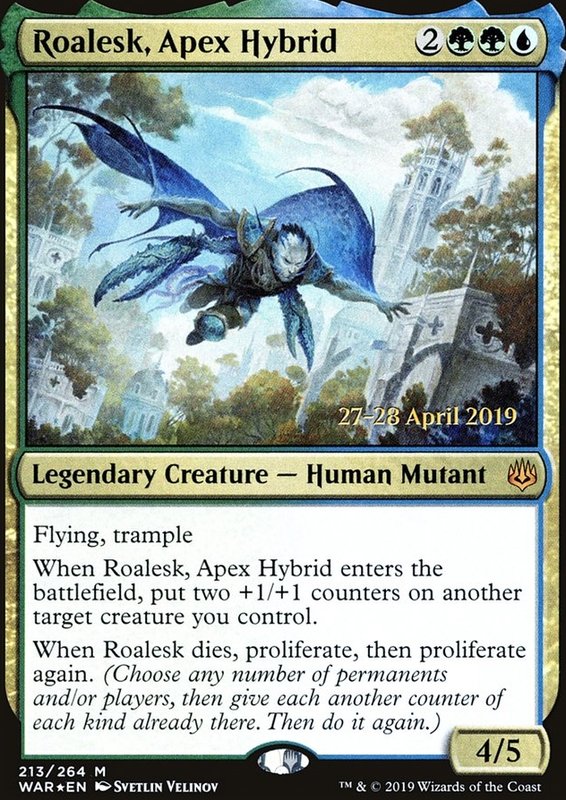 Roalesk, Apex Hybrid 2
27-28 April 2019
Legendary Creature — Human Mutant
Flying, trample
When Roalesk, Apex Hybrid enters the
battlefield, put two +1/+1 counters on another
target creature you control.
When Roalesk dies, proliferate, then proliferate
again. (Choose any number of permanents
and/or players, then give each another counter of
each kind already there. Then do it again.)
4/5
213/264 M
WAR★EN Svetlin Velinov
™ & © 2019 Wizards of the Coast